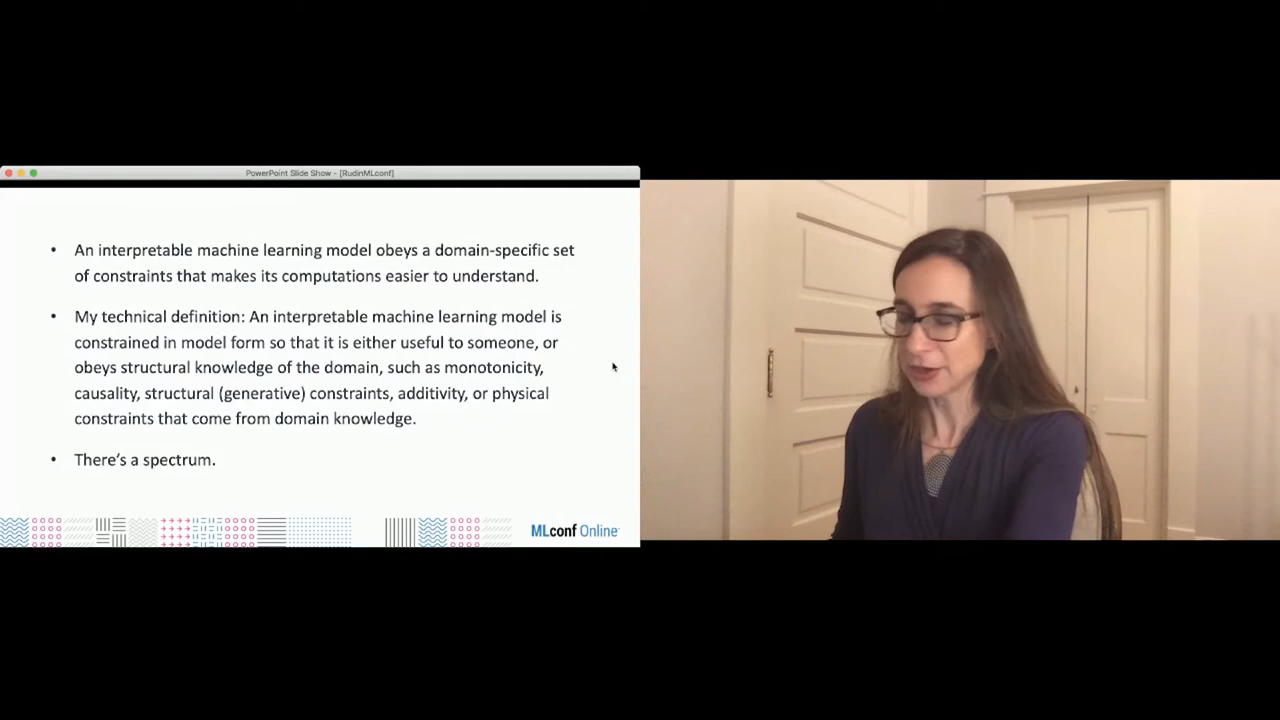 PowerPoint Slide Show - [RudinMLconf]
• An interpretable machine learning model obeys a domain-specific set
of constraints that makes its computations easier to understand.
• My technical definition: An interpretable machine learning model is
constrained in model form so that it is either useful to someone, or
obeys structural knowledge of the domain, such as monotonicity,
causality, structural (generative) constraints, additivity, or physical
constraints that come from domain knowledge.
• There’s a spectrum.
MLconf Online